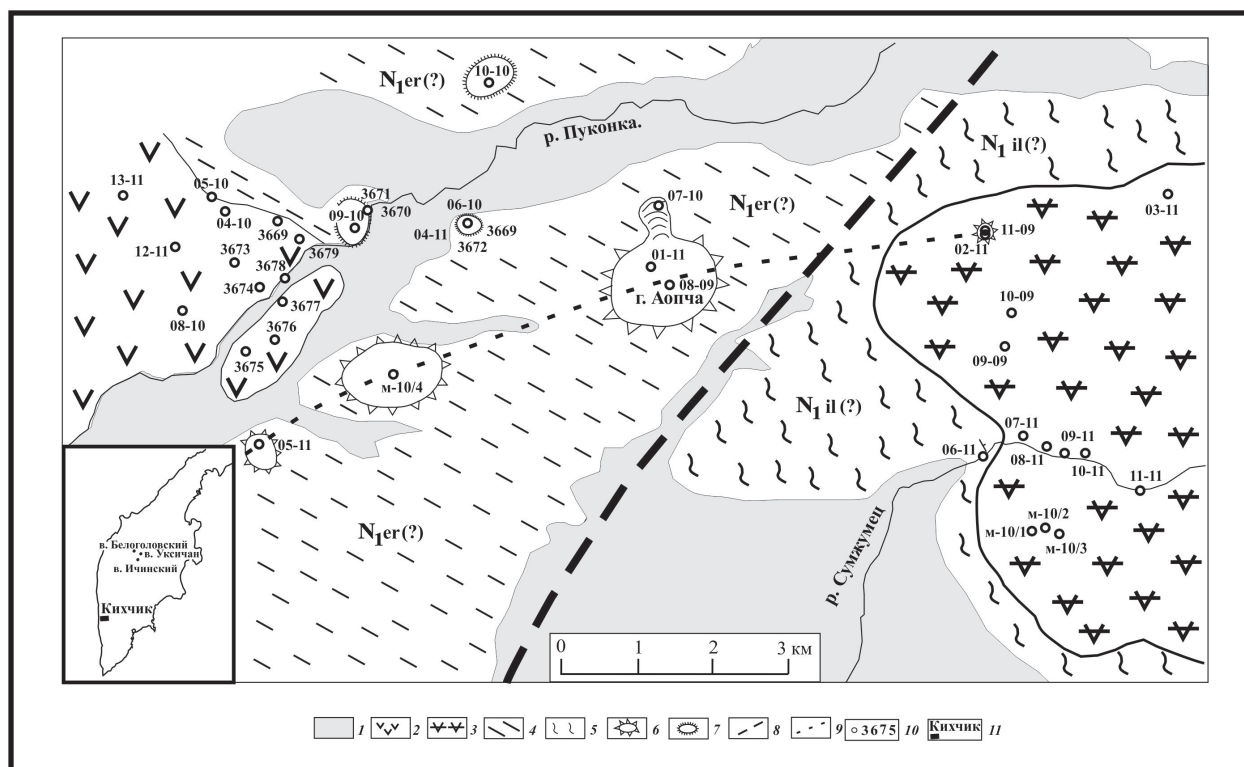 10-10
N1er(?)
р. Пуконка.
N1 il(?)
13-11
05-10
04-10
3671
3670
09-10
3669
3679
06-10
04-11
3669
3672
07-10
N1er(?)
03-11
11-09
02-11
12-11
3673
3678
3674
3677
01-11
08-09
г. Аопча
10-09
08-10
3676
3675
09-09
м-10/4
N1 il(?)
05-11
07-11
09-11
06-11
08-11
10-11
11-11
N1er(?)
м-10/2
м-10/1
м-10/3
р. Сумжумец
в. Белоголовский
в. Уксичан
в. Ичинский
Кихчик
0 1 2 3 км
1 2 3 4 5 6 7 8 9 3675 10 Кихчик 11